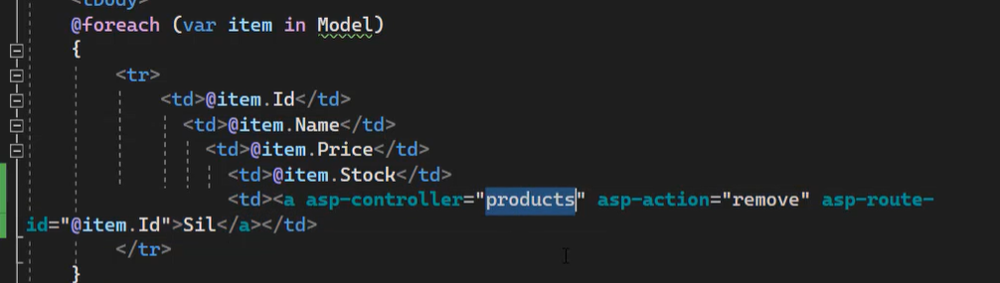 <tbody>
@foreach (var item in Model)
{
<tr>
<td>@item.Id</td>
<td>@item.Name</td>
<td>@item.Price</td>
<td>@item.Stock</td>
<td><a asp-controller="products" asp-action="remove" asp-route-
id="@item.Id">Sil</a></td>
</tr>
}